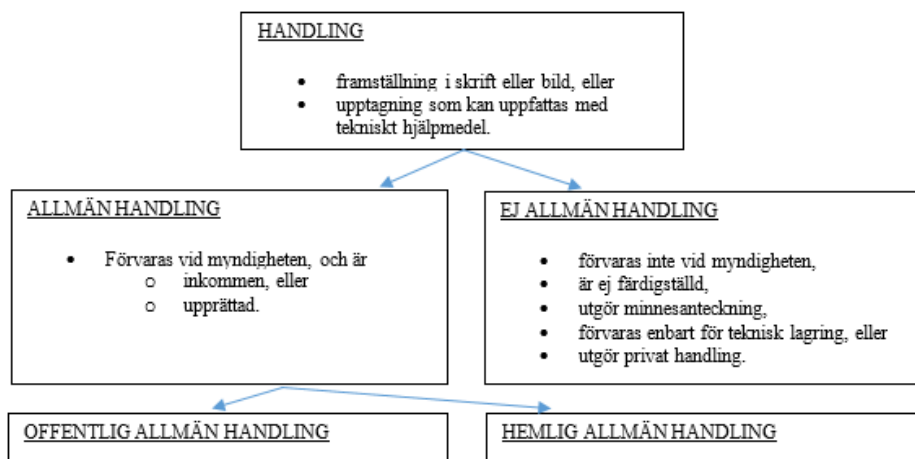 HANDLING
• framställning i skrift eller bild, eller
• upptagning som kan uppfattas med
tekniskt hjälpmedel.
ALLMÄN HANDLING
• Förvaras vid myndigheten, och är
o inkommen, eller
o upprättad.
EJ ALLMÄN HANDLING
• förvaras inte vid myndigheten,
• är ej färdigställd,
• utgör minnesanteckning,
• förvaras enbart för teknisk lagring, eller
• utgör privat handling.
OFFENTLIG ALLMÄN HANDLING
HEMLIG ALLMÄN HANDLING